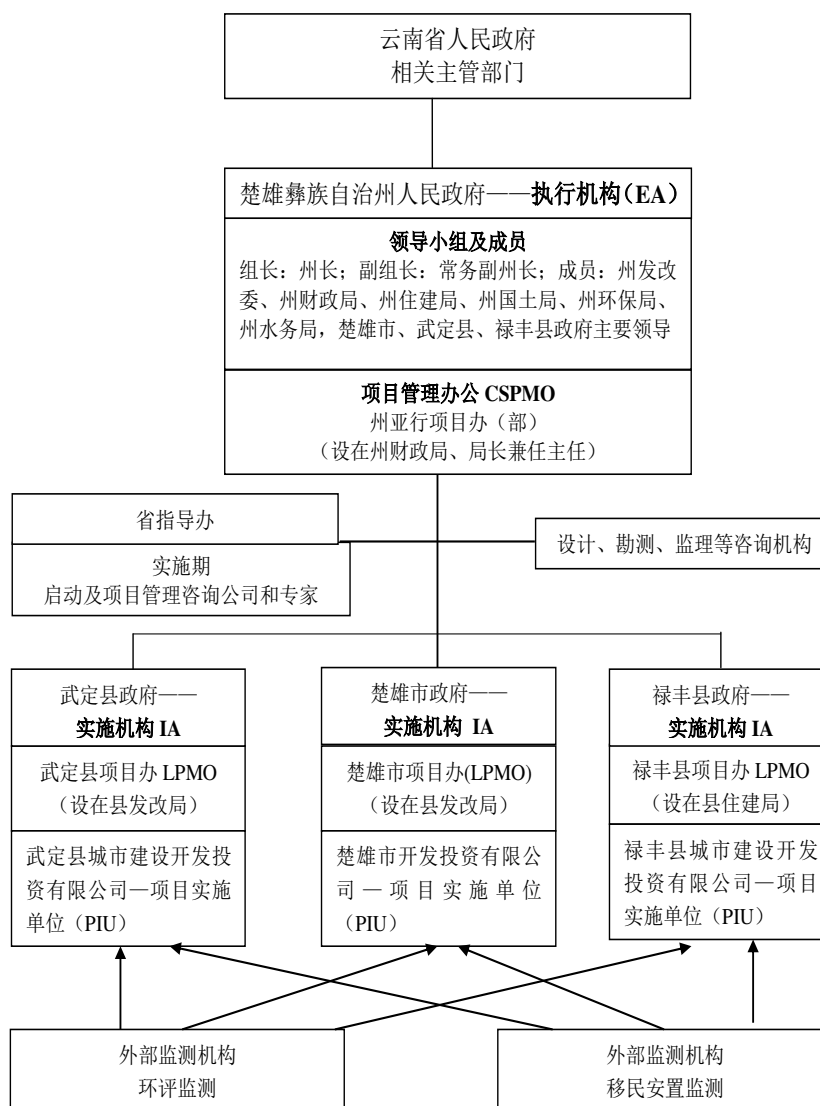 云南省人民政府
相关主管部门
楚雄彝族自治州人民政府——执行机构（EA）
领导小组及成员
组长：州长；副组长：常务副州长；成员：州发改
委、州财政局、州住建局、州国土局、州环保局、
州水务局，楚雄市、武定县、禄丰县政府主要领导
项目管理办公 CSPMO
州亚行项目办（部）
（设在州财政局、局长兼任主任）
省指导办
实施期
启动及项目管理咨询公司和专家
设计、勘测、监理等咨询机构
武定县政府——
实施机构 IA
武定县项目办 LPMO
（设在县发改局）
武定县城市建设开发投
资有限公司—项目实施
单位（PIU）
楚雄市政府——
实施机构 IA
楚雄市项目办(LPMO)
（设在县发改局）
楚雄市开发投资有限公
司—项目实施单位
（PIU）
禄丰县政府——
实施机构 IA
禄丰县项目办 LPMO
（设在县住建局）
禄丰县城市建设开发
投资有限公司—项目
实施单位（PIU）
外部监测机构
环评监测
外部监测机构
移民安置监测